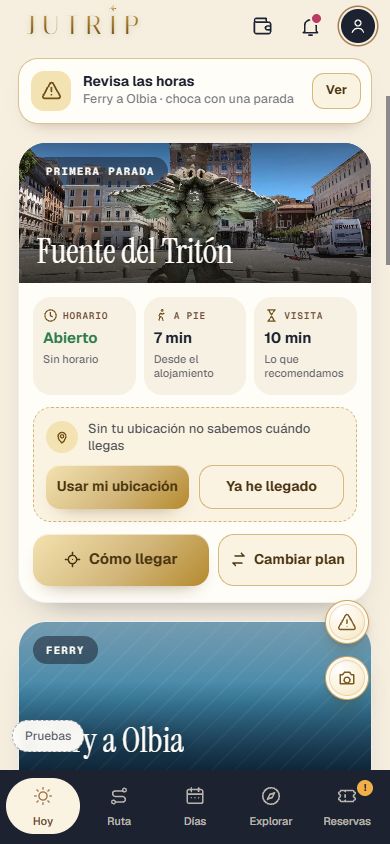 JUTRIP
Revisa las horas
Ferry a Olbia · choca con una parada
Ver
PRIMERA PARADA
Fuente del Tritón
HORARIO
Abierto
Sin horario
A PIE
7 min
Desde el
alojamiento
VISITA
10 min
Lo que
recomendamos
Sin tu ubicación no sabemos cuándo
llegas
Usar mi ubicación
Ya he llegado
Cómo llegar
Cambiar plan
FERRY
y a Olbia
Pruebas
Hoy
Ruta
Días
Explorar
!
Reservas